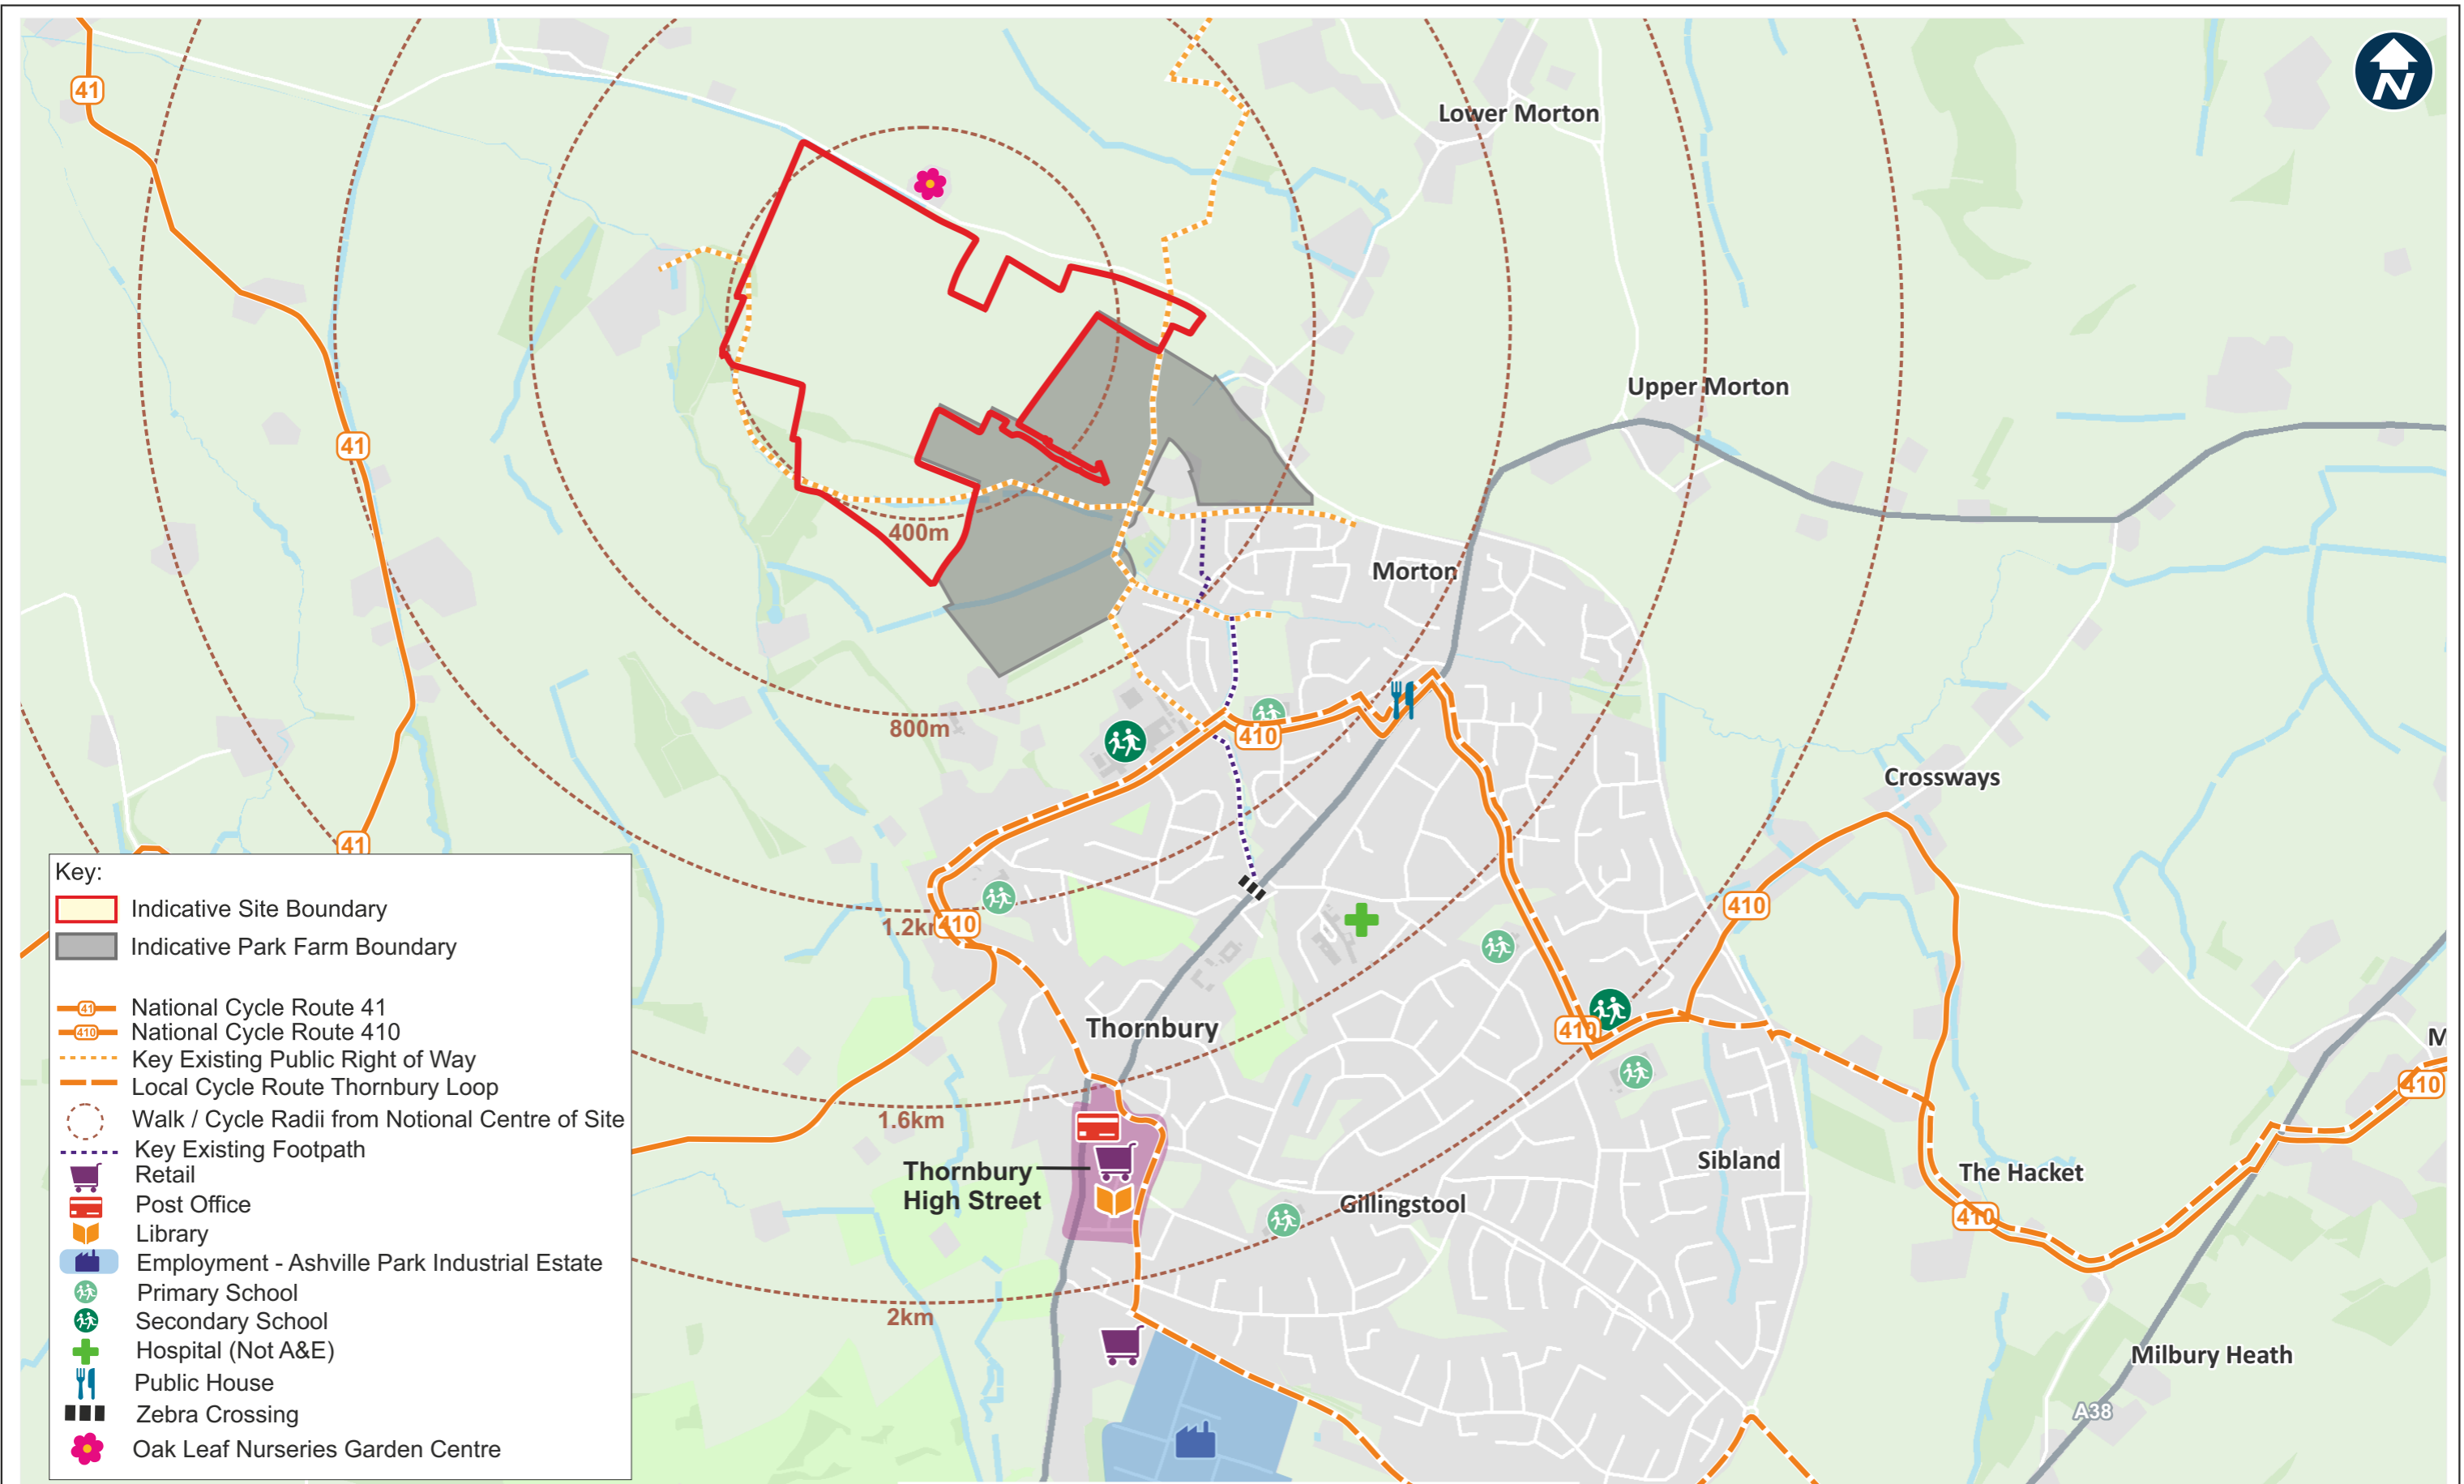 N
41
Lower Morton
Upper Morton
41
400m
Morton
800m
410
Crossways
41
410
1.2km
410
Thornbury
410
M
410
1.6km
Thornbury
High Street
Sibland
The Hacket
Gillingstool
410
2km
Milbury Heath
A38
Key:
Indicative Site Boundary
Indicative Park Farm Boundary
41 National Cycle Route 41
410 National Cycle Route 410
Key Existing Public Right of Way
Local Cycle Route Thornbury Loop
Walk / Cycle Radii from Notional Centre of Site
Key Existing Footpath
Retail
Post Office
Library
Employment - Ashville Park Industrial Estate
Primary School
Secondary School
Hospital (Not A&E)
Public House
Zebra Crossing
Oak Leaf Nurseries Garden Centre